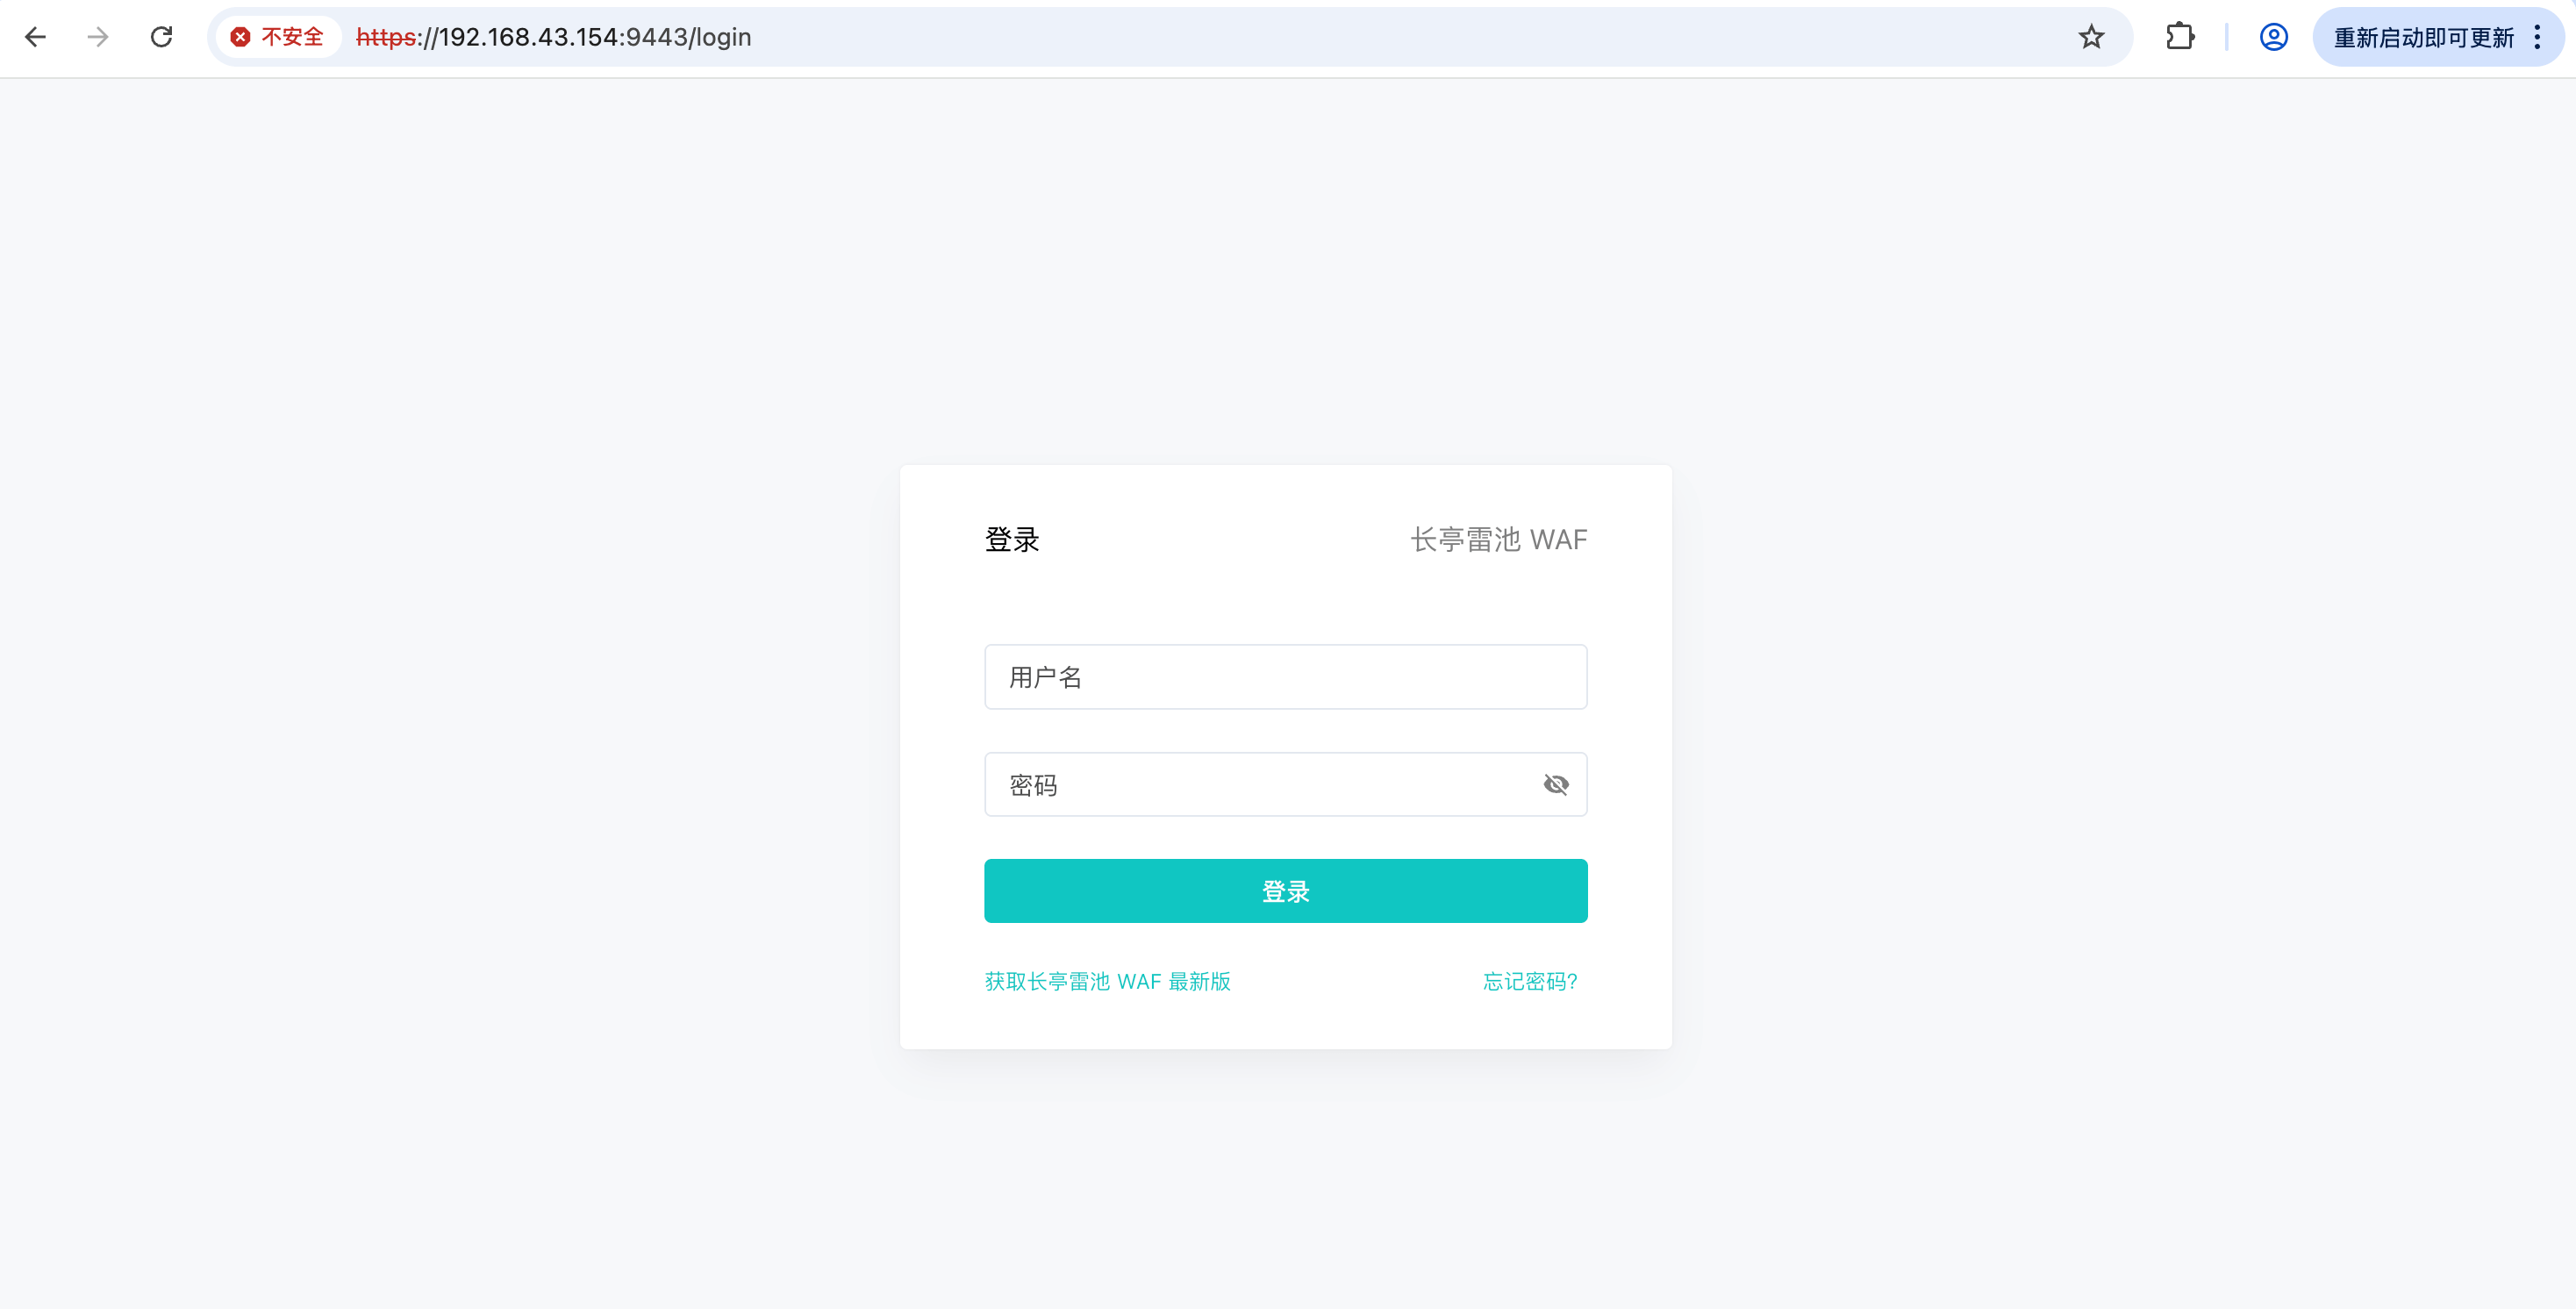 不安全 https://192.168.43.154:9443/login 重新启动即可更新
登录 长亭雷池 WAF
用户名
密码
登录
获取长亭雷池 WAF 最新版 忘记密码?